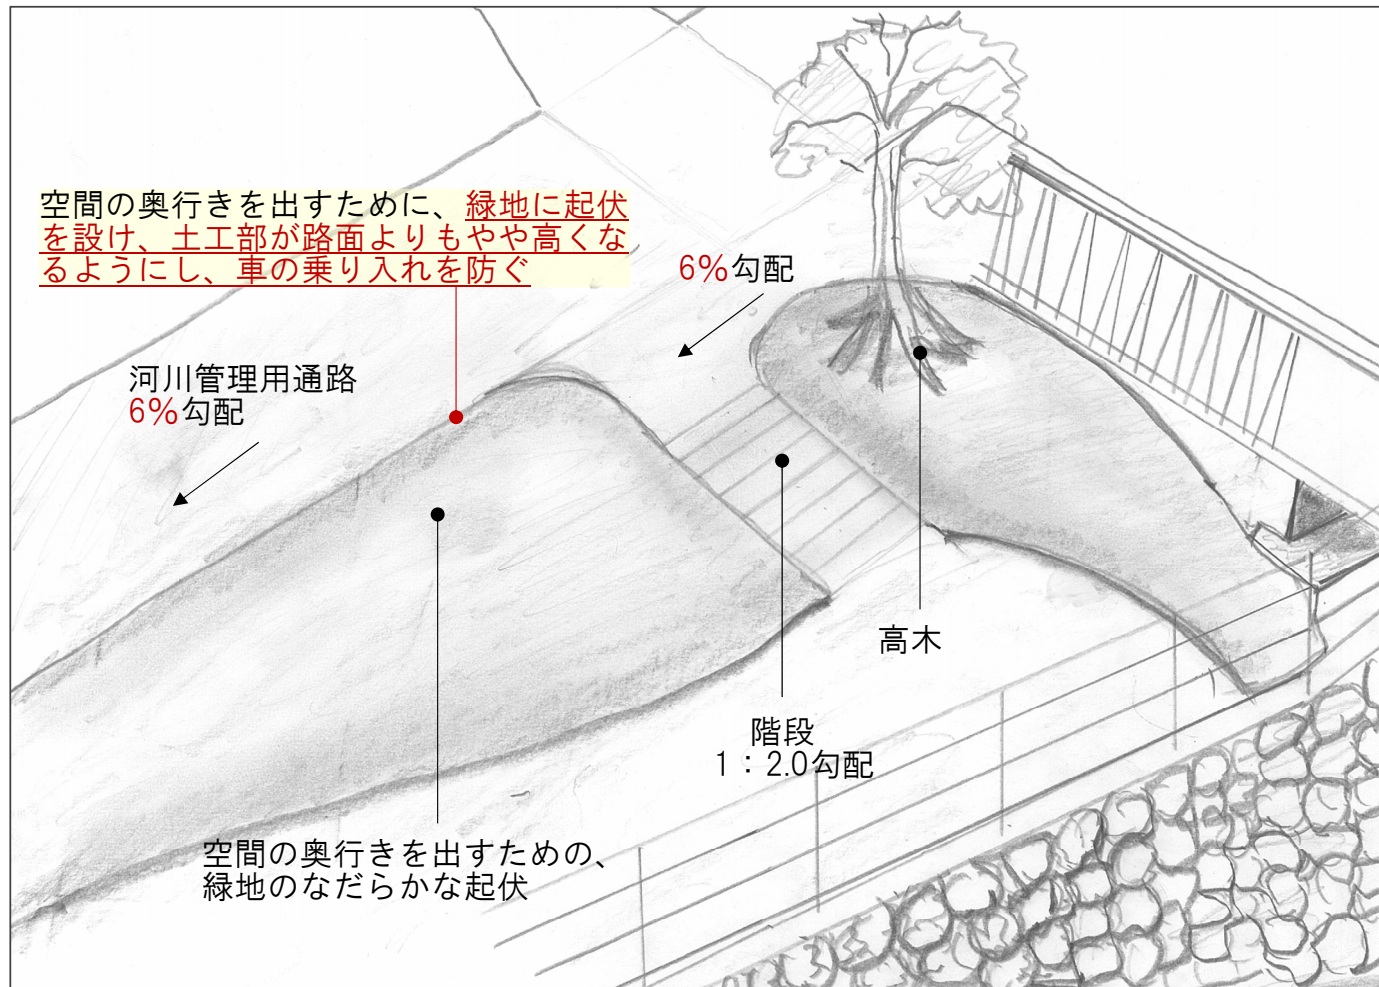 空間の奥行きを出すために、緑地に起伏
を設け、土工部が路面よりもやや高くな
るようにし、車の乗り入れを防ぐ
6%勾配
河川管理用通路
6%勾配
高木
階段
1：2.0勾配
空間の奥行きを出すための、
緑地のなだらかな起伏